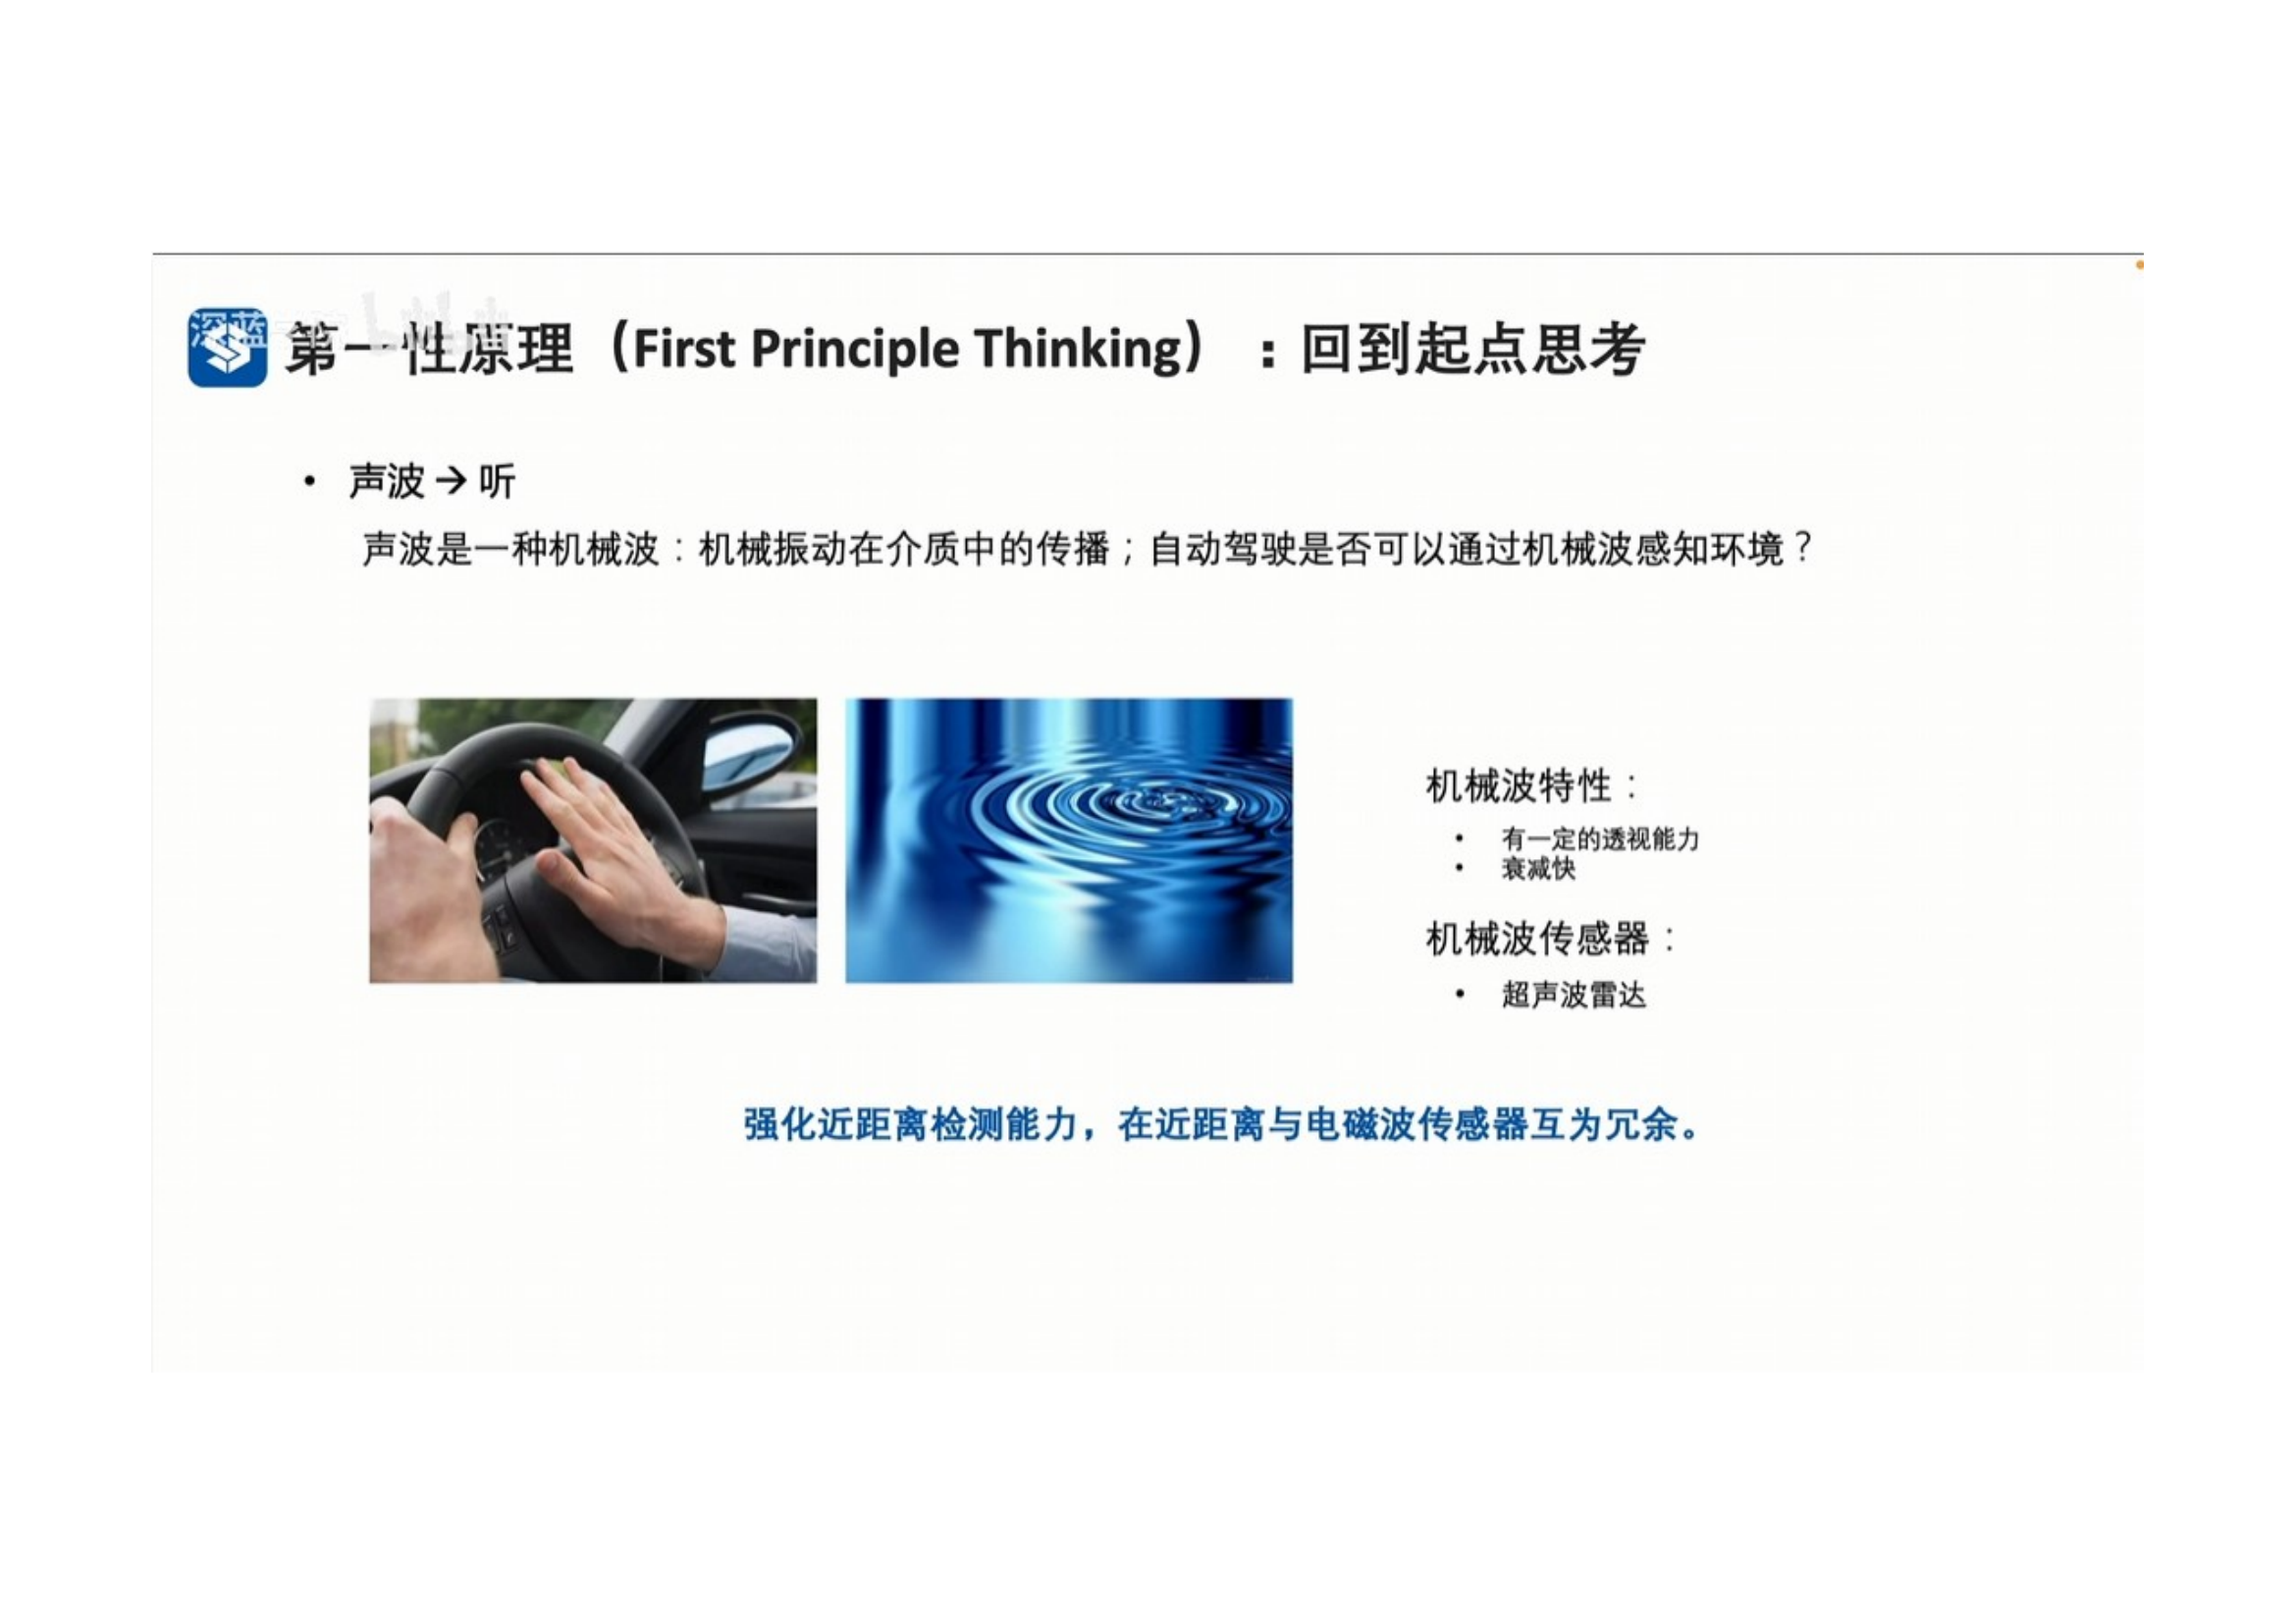 深蓝
第一性原理（First Principle Thinking）：回到起点思考
• 声波 → 听
声波是一种机械波：机械振动在介质中的传播；自动驾驶是否可以通过机械波感知环境？
机械波特性：
• 有一定的透视能力
• 衰减快
机械波传感器：
• 超声波雷达
强化近距离检测能力，在近距离与电磁波传感器互为冗余。